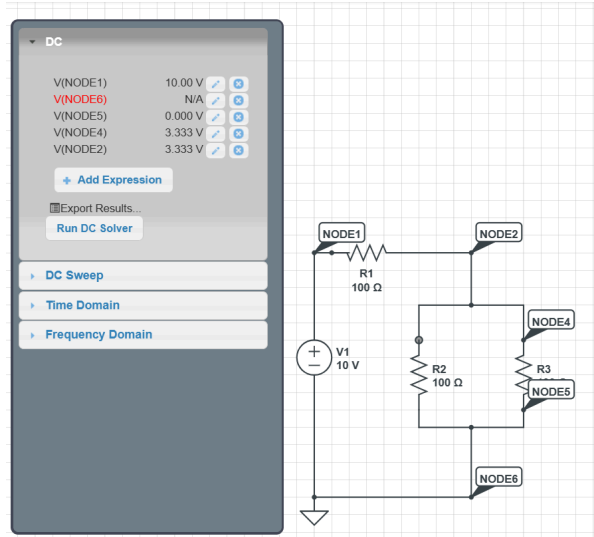 DC
V(NODE1) 10.00 V
V(NODE6) N/A
V(NODE5) 0.000 V
V(NODE4) 3.333 V
V(NODE2) 3.333 V
+ Add Expression
Export Results...
Run DC Solver
DC Sweep
Time Domain
Frequency Domain
NODE1
NODE2
R1
100 Ω
NODE4
V1
10 V
R2
100 Ω
R3
NODE5
NODE6